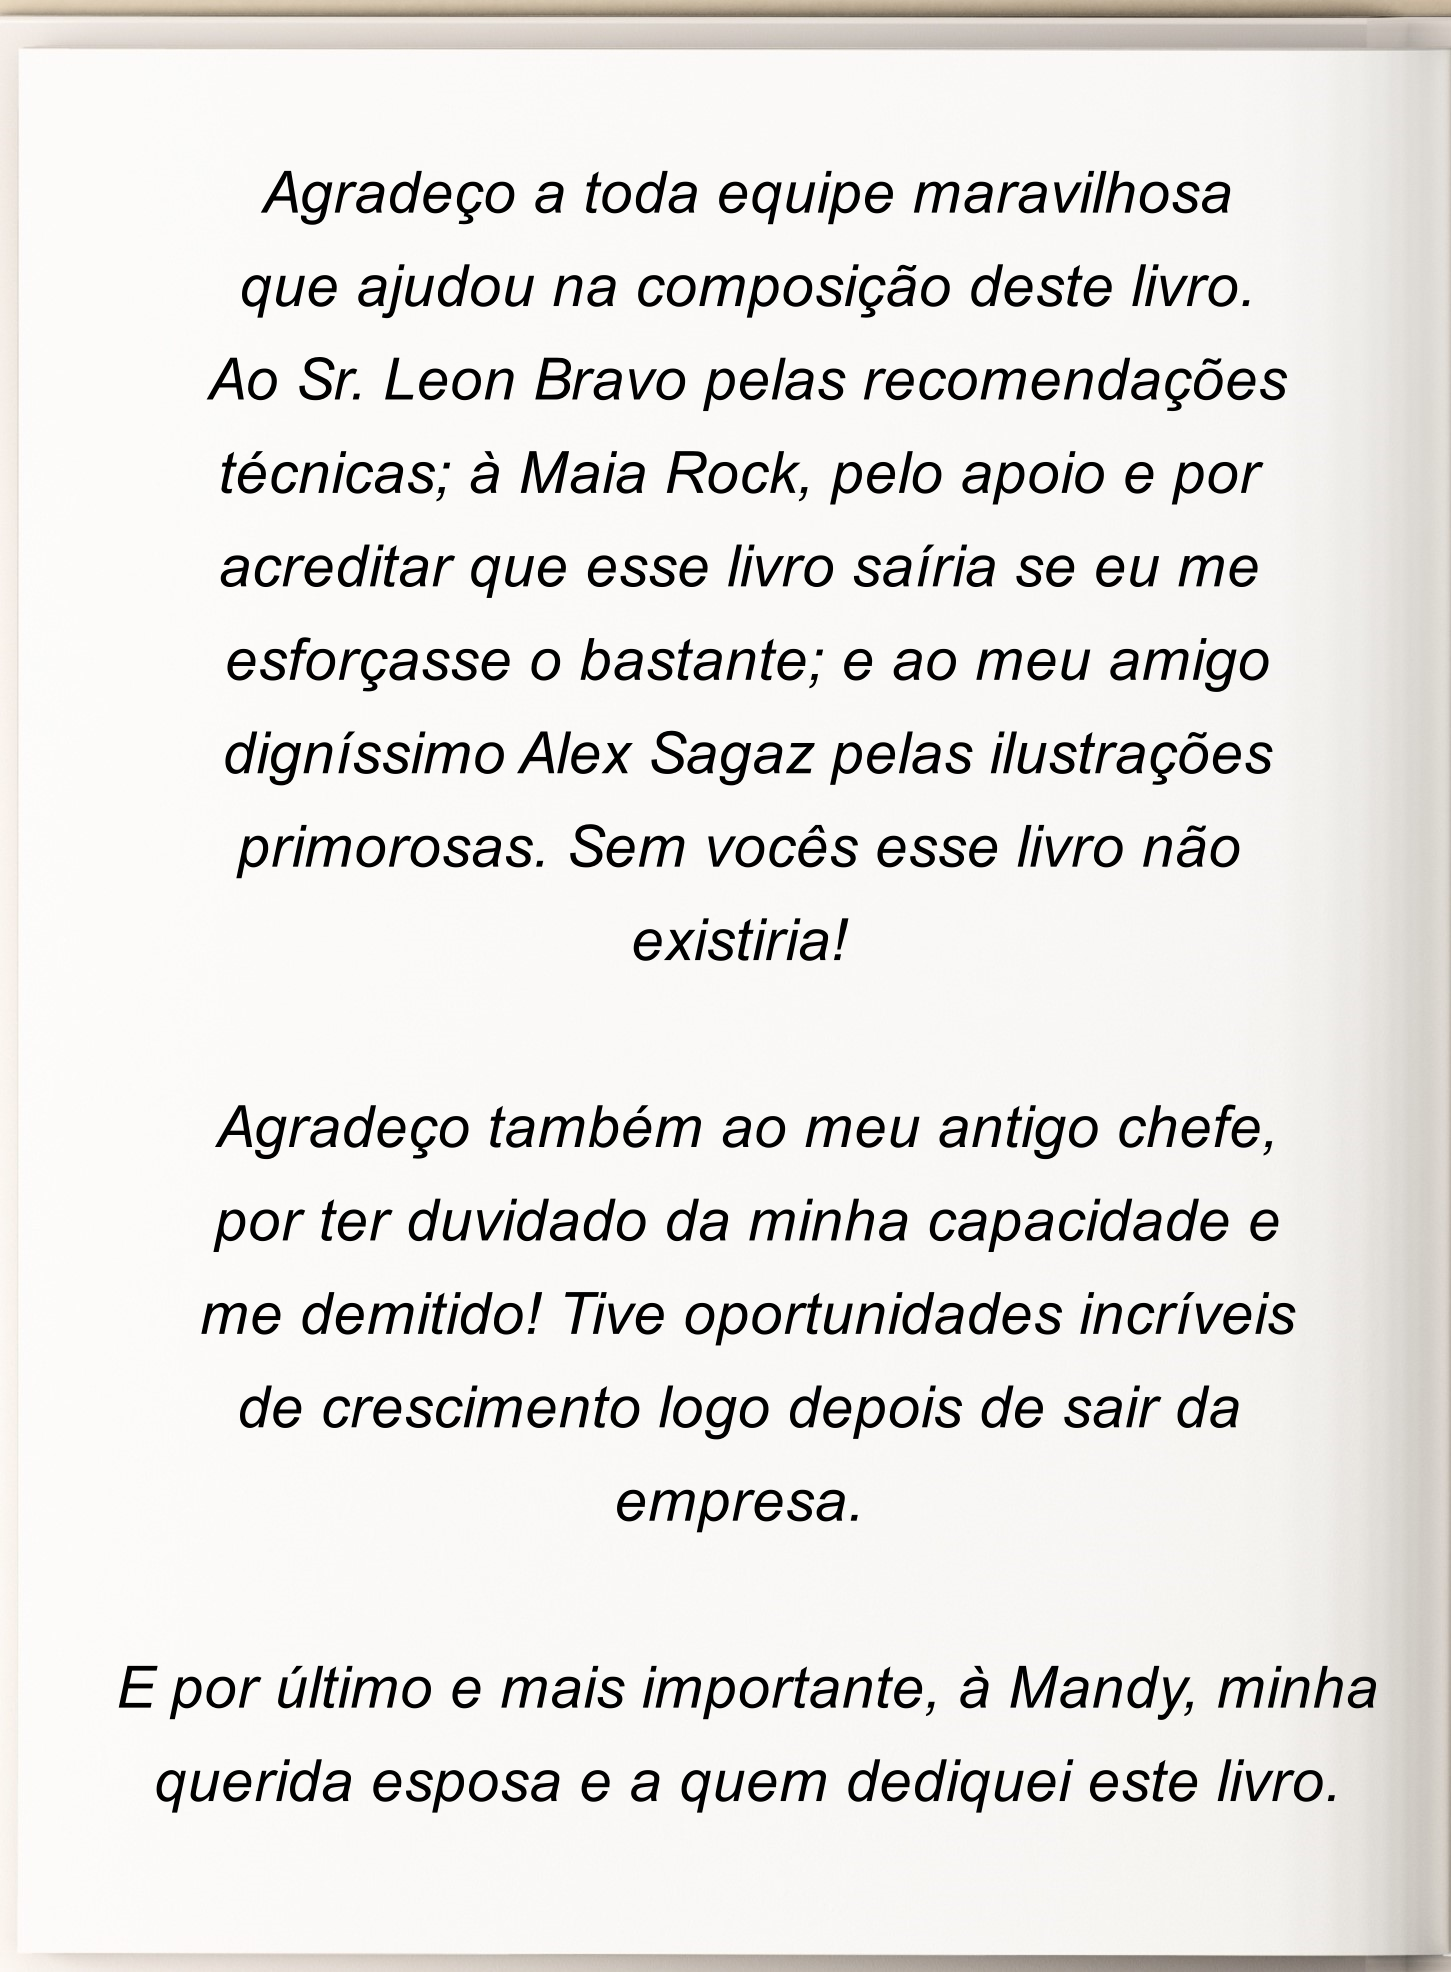 Agradeço a toda equipe maravilhosa
que ajudou na composição deste livro.
Ao Sr. Leon Bravo pelas recomendações
técnicas; à Maia Rock, pelo apoio e por
acreditar que esse livro saíria se eu me
esforçasse o bastante; e ao meu amigo
digníssimo Alex Sagaz pelas ilustrações
primorosas. Sem vocês esse livro não
existiria!
Agradeço também ao meu antigo chefe,
por ter duvidado da minha capacidade e
me demitido! Tive oportunidades incríveis
de crescimento logo depois de sair da
empresa.
E por último e mais importante, à Mandy, minha
querida esposa e a quem dediquei este livro.